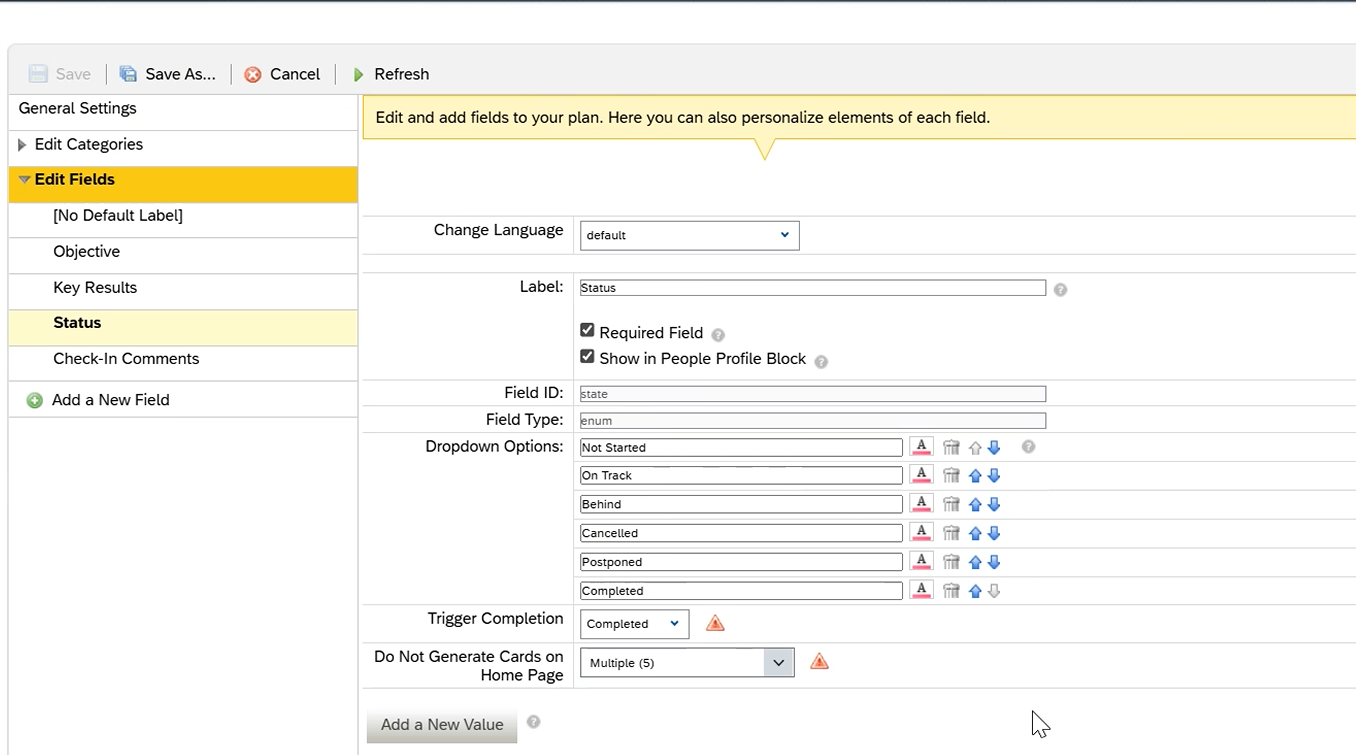 Save
Save As...
Cancel
Refresh
General Settings
Edit Categories
Edit Fields
[No Default Label]
Objective
Key Results
Status
Check-In Comments
Add a New Field
Edit and add fields to your plan. Here you can also personalize elements of each field.
Change Language
default
Label:
Status
Required Field
Show in People Profile Block
Field ID:
state
Field Type:
enum
Dropdown Options:
Not Started
On Track
Behind
Cancelled
Postponed
Completed
Trigger Completion
Completed
Do Not Generate Cards on
Home Page
Multiple (5)
Add a New Value